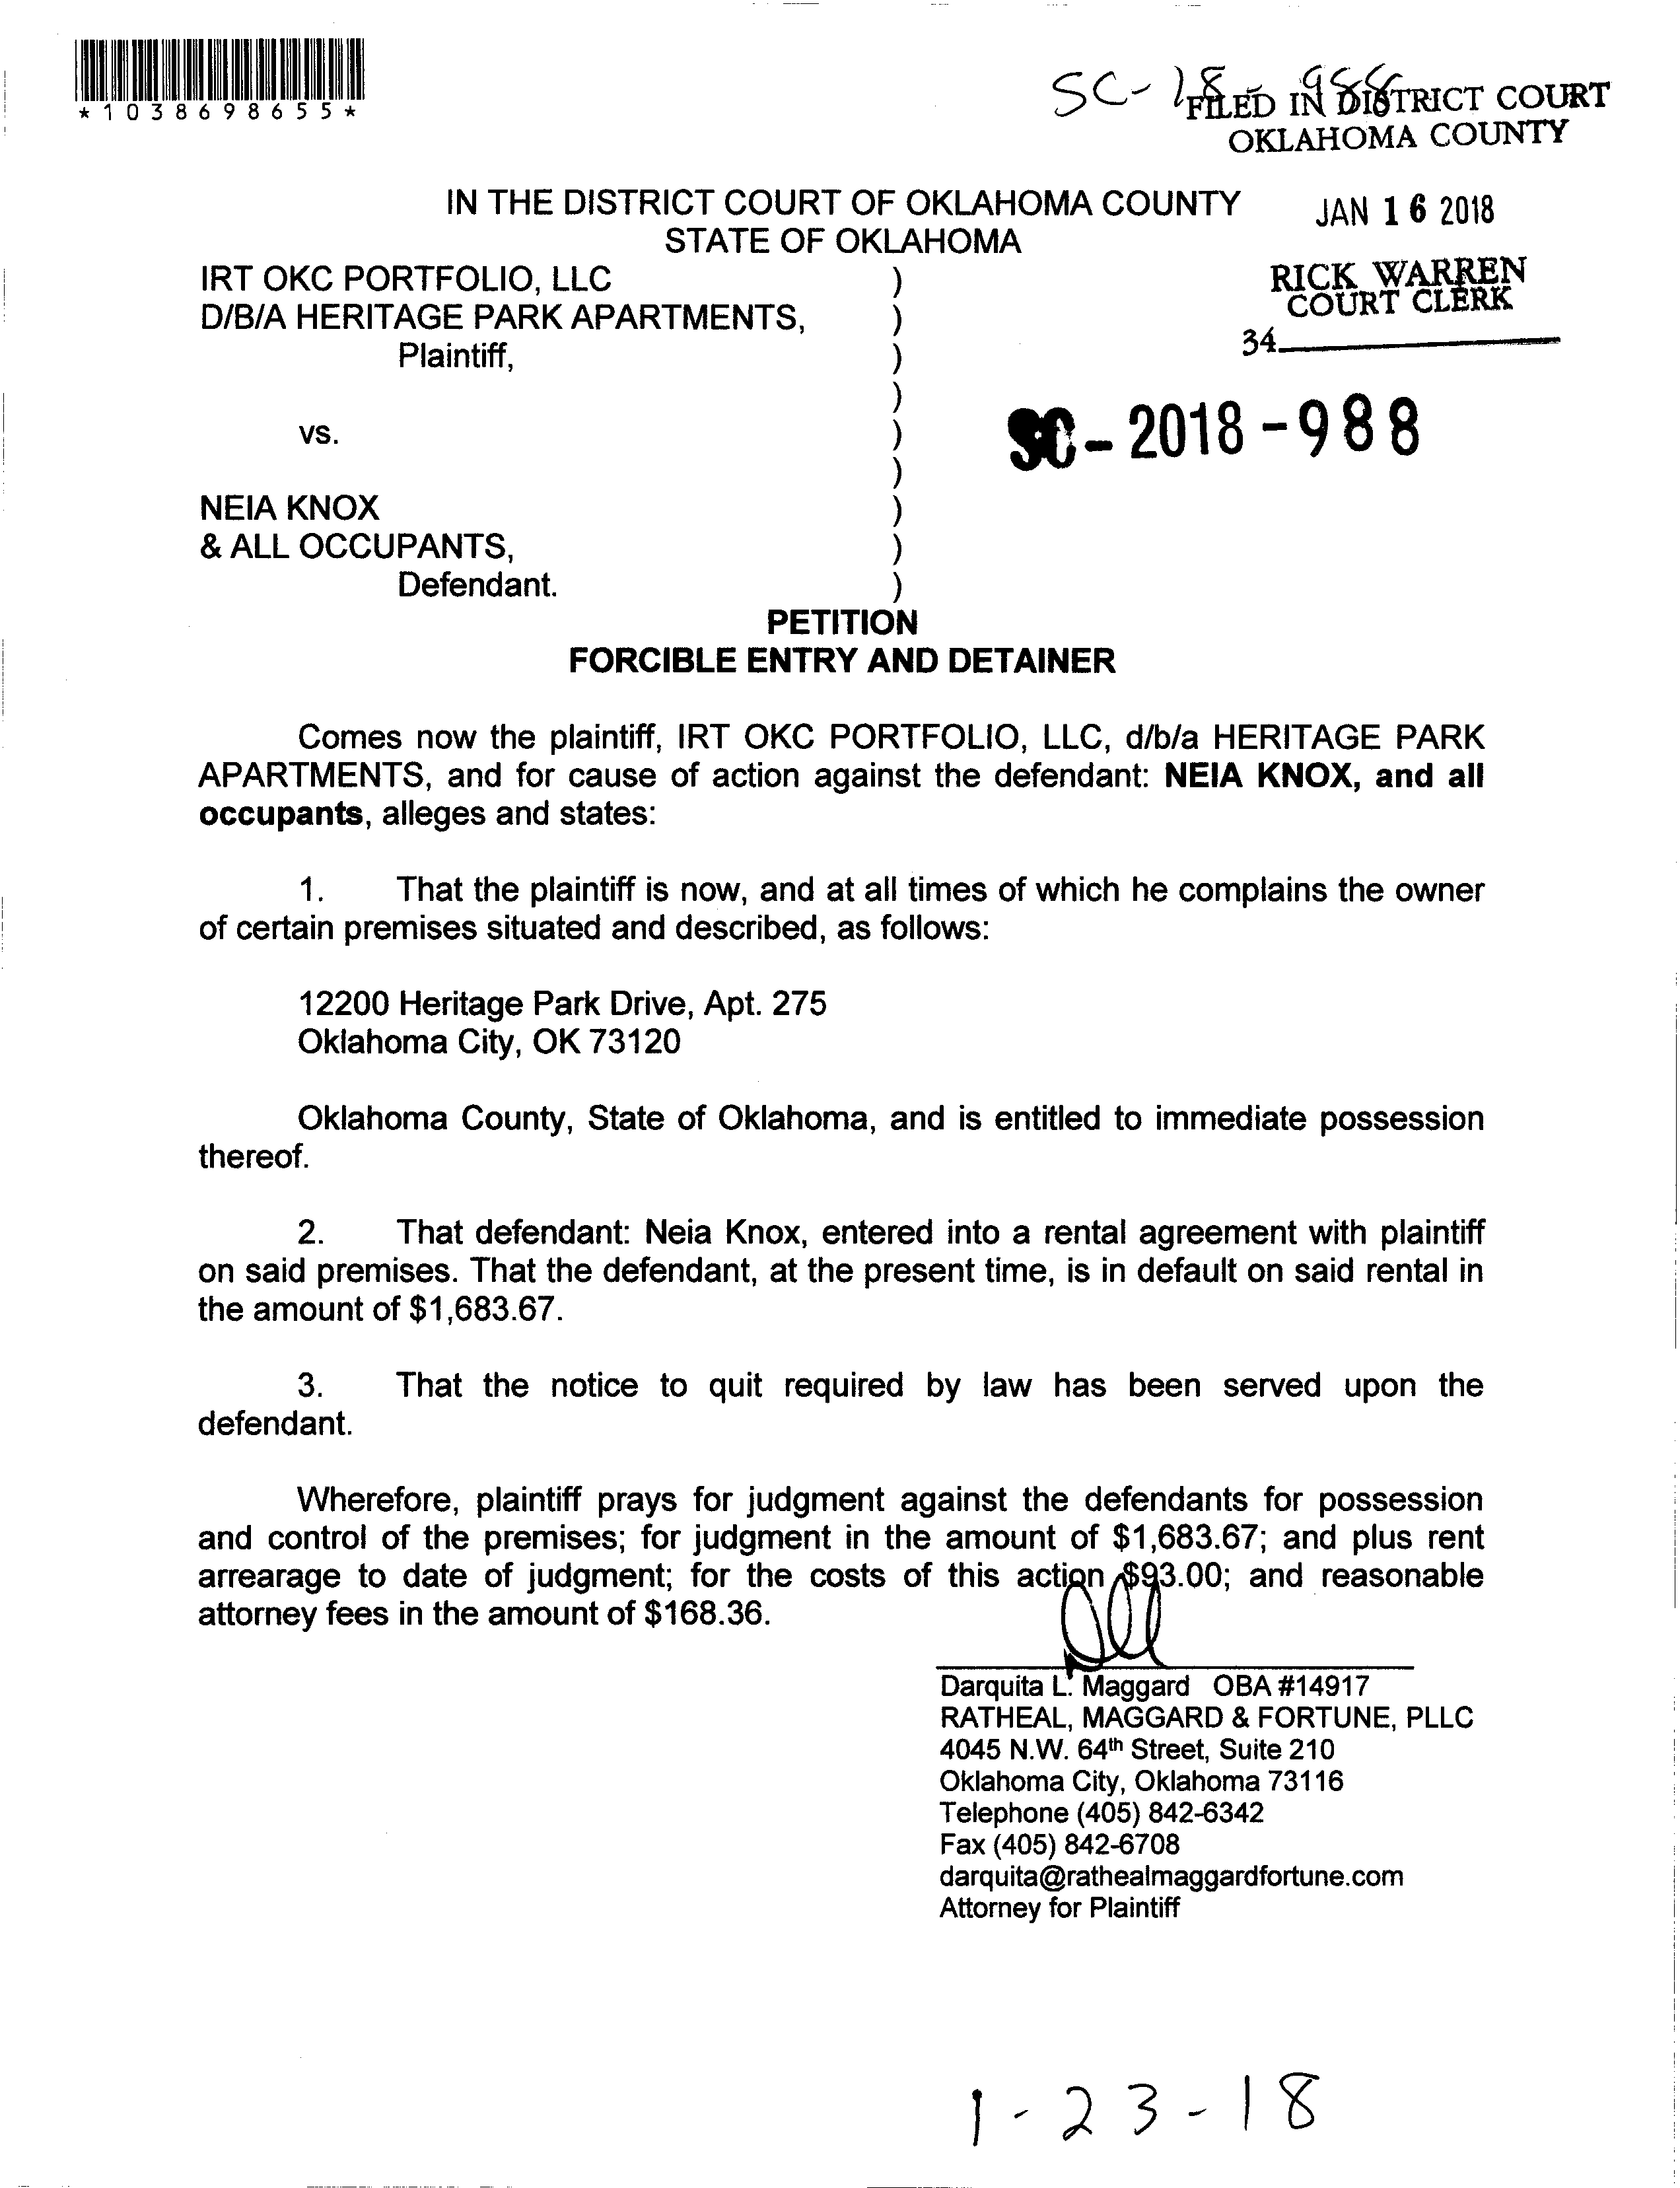 *1038698655*
SC-18-988
FILED IN DISTRICT COURT
OKLAHOMA COUNTY
IN THE DISTRICT COURT OF OKLAHOMA COUNTY
JAN 16 2018
STATE OF OKLAHOMA
IRT OKC PORTFOLIO, LLC )
RICK WARREN
COURT CLERK
D/B/A HERITAGE PARK APARTMENTS, )
34
Plaintiff, )
)
SC-2018-988
vs. )
)
NEIA KNOX )
& ALL OCCUPANTS, )
Defendant. )
PETITION
FORCIBLE ENTRY AND DETAINER
Comes now the plaintiff, IRT OKC PORTFOLIO, LLC, d/b/a HERITAGE PARK
APARTMENTS, and for cause of action against the defendant: NEIA KNOX, and all
occupants, alleges and states:
1. That the plaintiff is now, and at all times of which he complains the owner
of certain premises situated and described, as follows:
12200 Heritage Park Drive, Apt. 275
Oklahoma City, OK 73120
Oklahoma County, State of Oklahoma, and is entitled to immediate possession
thereof.
2. That defendant: Neia Knox, entered into a rental agreement with plaintiff
on said premises. That the defendant, at the present time, is in default on said rental in
the amount of $1,683.67.
3. That the notice to quit required by law has been served upon the
defendant.
Wherefore, plaintiff prays for judgment against the defendants for possession
and control of the premises; for judgment in the amount of $1,683.67; and plus rent
arrearage to date of judgment; for the costs of this action $93.00; and reasonable
attorney fees in the amount of $168.36.
Darquita L. Maggard OBA #14917
RATHEAL, MAGGARD & FORTUNE, PLLC
4045 N.W. 64th Street, Suite 210
Oklahoma City, Oklahoma 73116
Telephone (405) 842-6342
Fax (405) 842-6708
darquita@rathealmaggardfortune.com
Attorney for Plaintiff
1-23-18